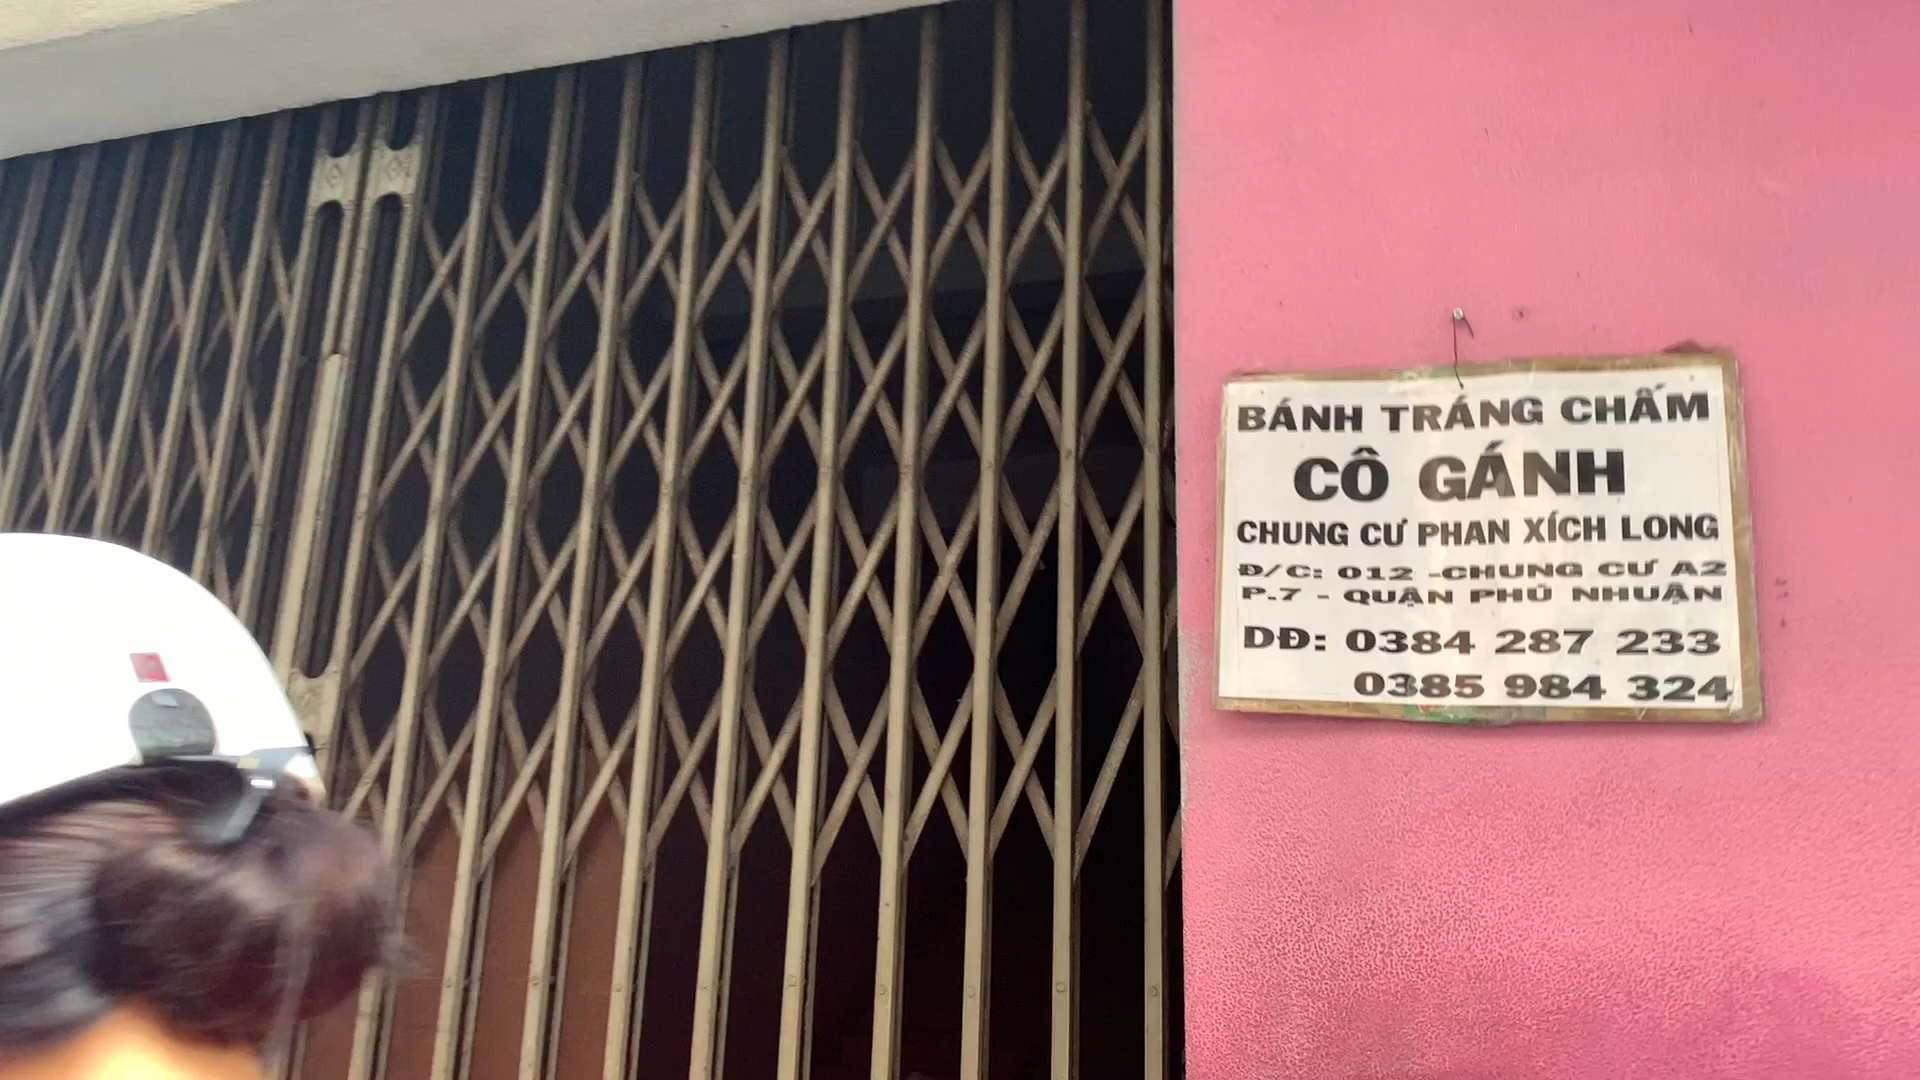 BÁNH TRÁNG CHẤM
CÔ GÁNH
CHUNG CƯ PHAN XÍCH LONG
Đ/C: 012 -CHUNG CƯ A2
P.7 - QUẬN PHÚ NHUẬN
DĐ: 0384 287 233
0385 984 324